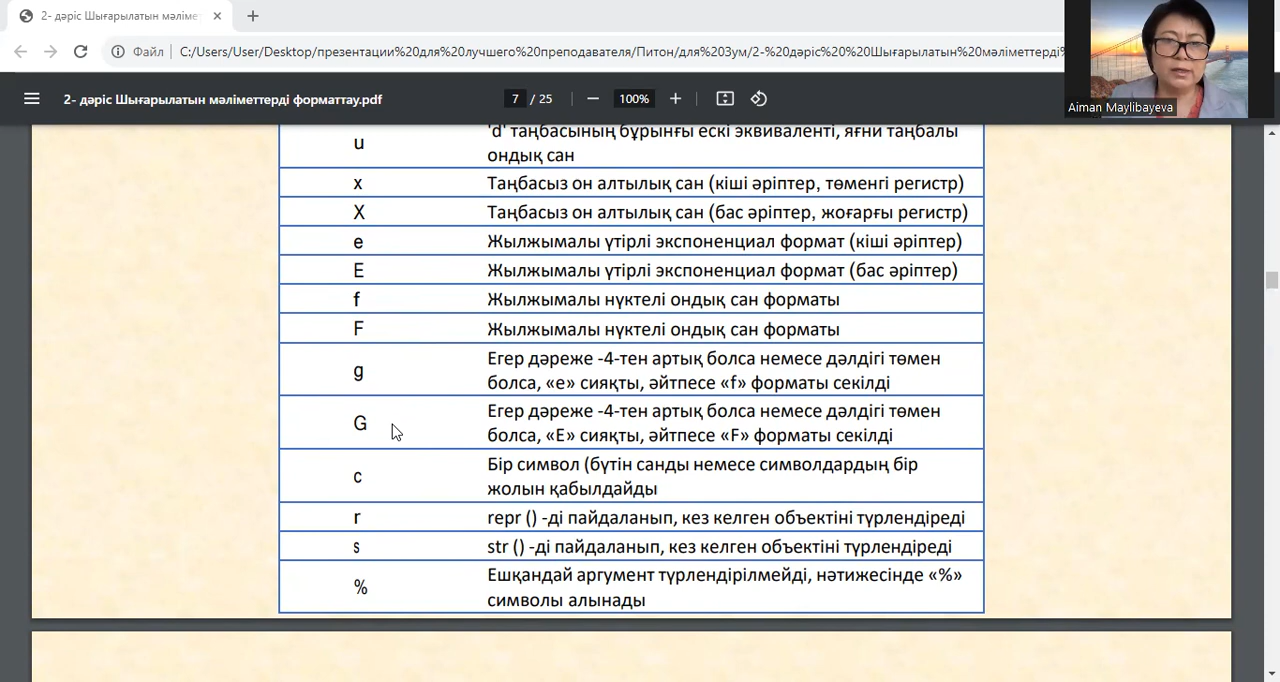 2- дәріс Шығарылатын мәліме
Файл
C:/Users/User/Desktop/презентации%20для%20лучшего%20преподавателя/Питон/для%20Зум/2-%20дәріс%20%20Шығарылатын%20мәліметтерді%
2- дәріс Шығарылатын мәліметтерді форматтау.pdf
7 / 25
100%
Aiman Maylibayeva
u 'd' таңбасының бұрынғы ескі эквиваленті, яғни таңбалы
ондық сан
x Таңбасыз он алтылық сан (кіші әріптер, төменгі регистр)
X Таңбасыз он алтылық сан (бас әріптер, жоғарғы регистр)
e Жылжымалы үтірлі экспоненциал формат (кіші әріптер)
E Жылжымалы үтірлі экспоненциал формат (бас әріптер)
f Жылжымалы нүктелі ондық сан форматы
F Жылжымалы нүктелі ондық сан форматы
g Егер дәреже -4-тен артық болса немесе дәлдігі төмен
болса, «e» сияқты, әйтпесе «f» форматы секілді
G Егер дәреже -4-тен артық болса немесе дәлдігі төмен
болса, «E» сияқты, әйтпесе «F» форматы секілді
c Бір символ (бүтін санды немесе символдардың бір
жолын қабылдайды
r repr () -ді пайдаланып, кез келген объектіні түрлендіреді
s str () -ді пайдаланып, кез келген объектіні түрлендіреді
% Ешқандай аргумент түрлендірілмейді, нәтижесінде «%»
символы алынады